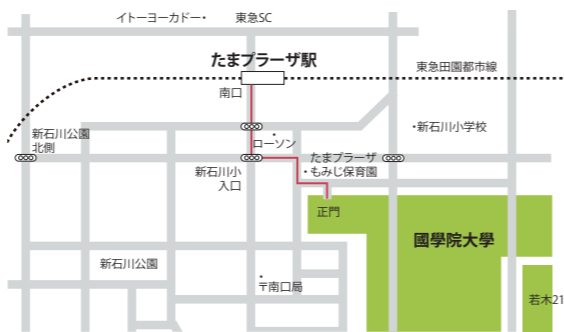 イトーヨーカドー・
東急SC
たまプラーザ駅
東急田園都市線
南口
新石川公園
北側
・新石川小学校
・
ローソン
新石川小
入口
たまプラーザ
・もみじ保育園
正門
國學院大學
新石川公園
・
〒南口局
若木21